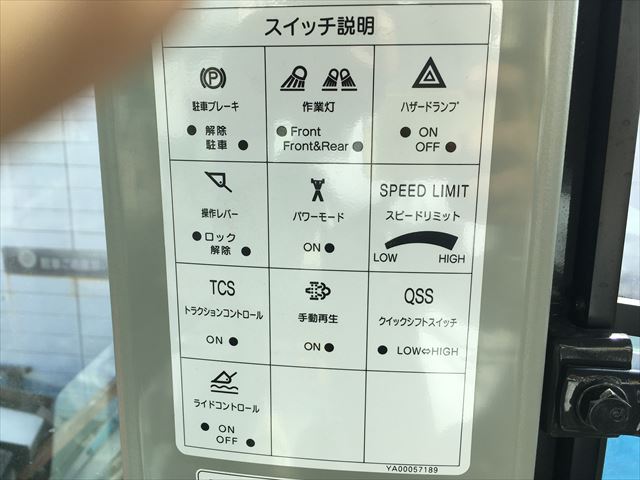 スイッチ説明
駐車ブレーキ
● 解除
駐車 ●
作業灯
● Front
Front&Rear ●
ハザードランプ
● ON
OFF ●
操作レバー
● ロック
解除 ●
パワーモード
ON ●
SPEED LIMIT
スピードリミット
LOW HIGH
TCS
トラクションコントロール
ON ●
手動再生
ON ●
QSS
クイックシフトスイッチ
● LOW⇔HIGH
ライドコントロール
● ON
OFF ●
YA00057189